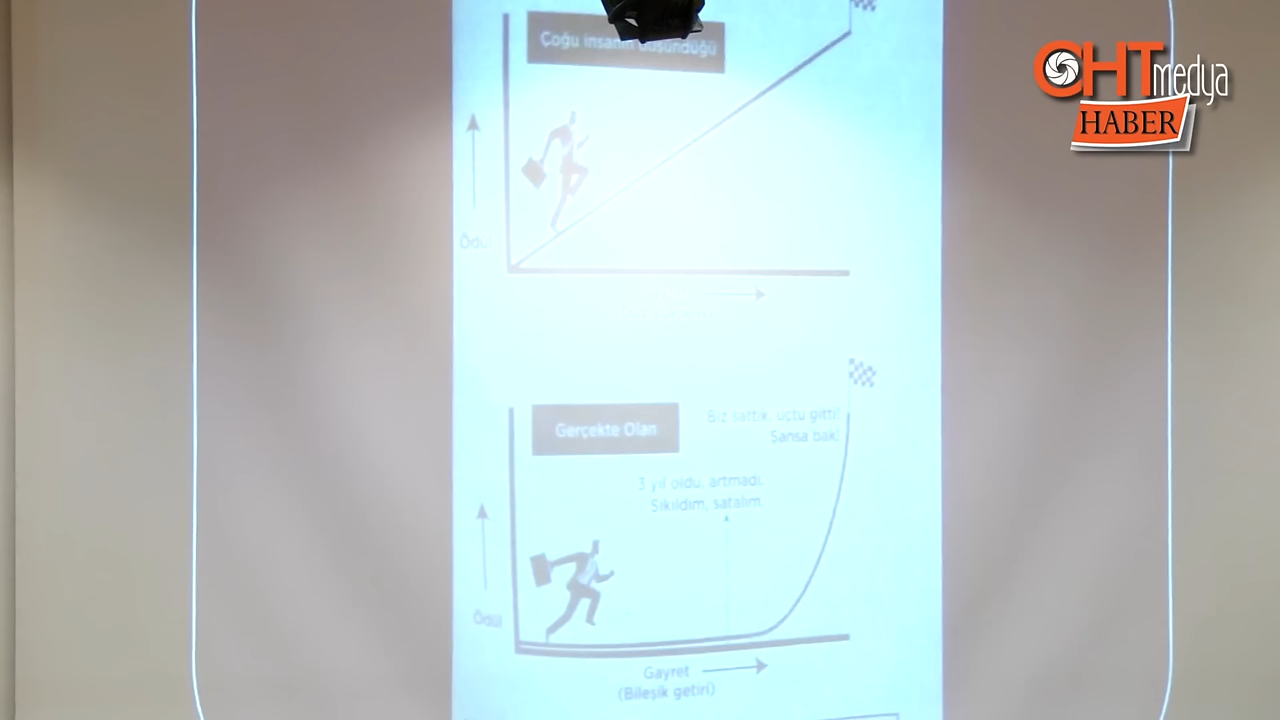 Çoğu insanın düşündüğü
CHT medya
HABER
Ödül
Gerçekte Olan
Biz sattık, uçtu gitti!
Şansa bak!
3 yıl oldu, artmadı.
Sıkıldım, satalım.
Ödül
Gayret
(Bileşik getiri)